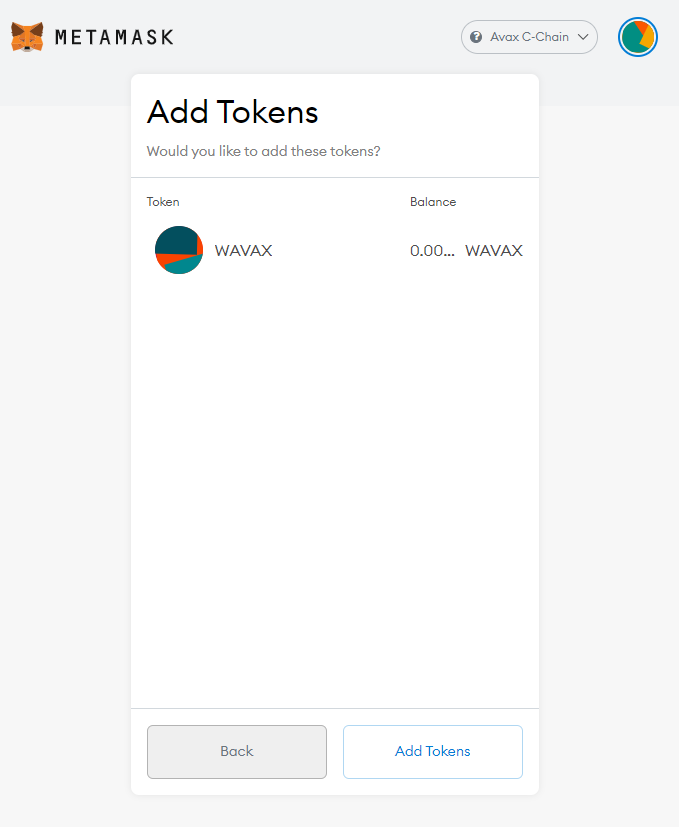 METAMASK
? Avax C-Chain
Add Tokens
Would you like to add these tokens?
Token Balance
WAVAX 0.00... WAVAX
Back Add Tokens